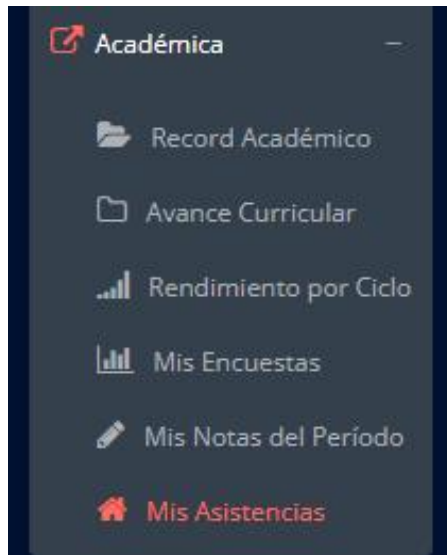 Académica
Record Académico
Avance Curricular
Rendimiento por Ciclo
Mis Encuestas
Mis Notas del Período
Mis Asistencias